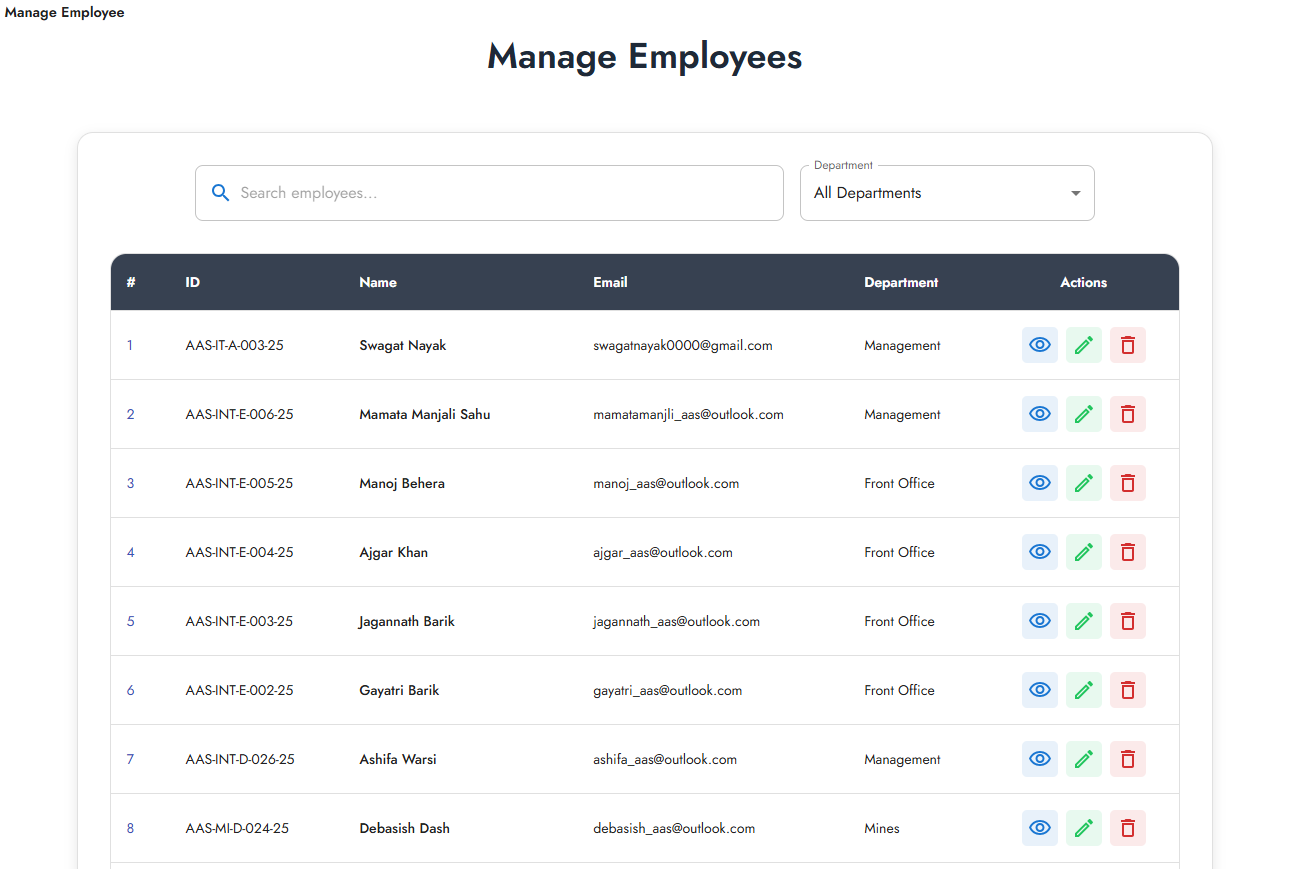 Manage Employee
Manage Employees
Department
Search employees...
All Departments
# ID Name Email Department Actions
1 AAS-IT-A-003-25 Swagat Nayak swagatnayak0000@gmail.com Management
2 AAS-INT-E-006-25 Mamata Manjali Sahu mamatamanjli_aas@outlook.com Management
3 AAS-INT-E-005-25 Manoj Behera manoj_aas@outlook.com Front Office
4 AAS-INT-E-004-25 Ajgar Khan ajgar_aas@outlook.com Front Office
5 AAS-INT-E-003-25 Jagannath Barik jagannath_aas@outlook.com Front Office
6 AAS-INT-E-002-25 Gayatri Barik gayatri_aas@outlook.com Front Office
7 AAS-INT-D-026-25 Ashifa Warsi ashifa_aas@outlook.com Management
8 AAS-MI-D-024-25 Debasish Dash debasish_aas@outlook.com Mines